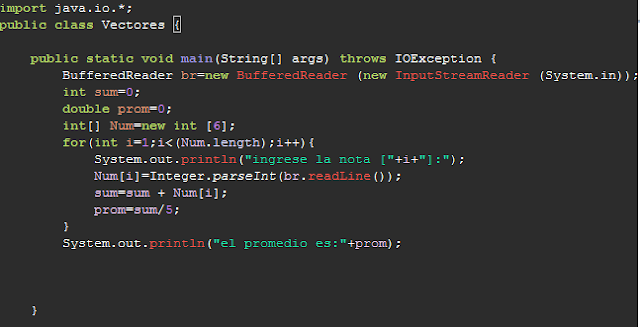 import java.io.*;
public class Vectores {
public static void main(String[] args) throws IOException {
BufferedReader br=new BufferedReader (new InputStreamReader (System.in));
int sum=0;
double prom=0;
int[] Num=new int [6];
for(int i=1;i<(Num.length);i++){
System.out.println("ingrese la nota ["+i+"]:");
Num[i]=Integer.parseInt(br.readLine());
sum=sum + Num[i];
prom=sum/5;
}
System.out.println("el promedio es:"+prom);
}